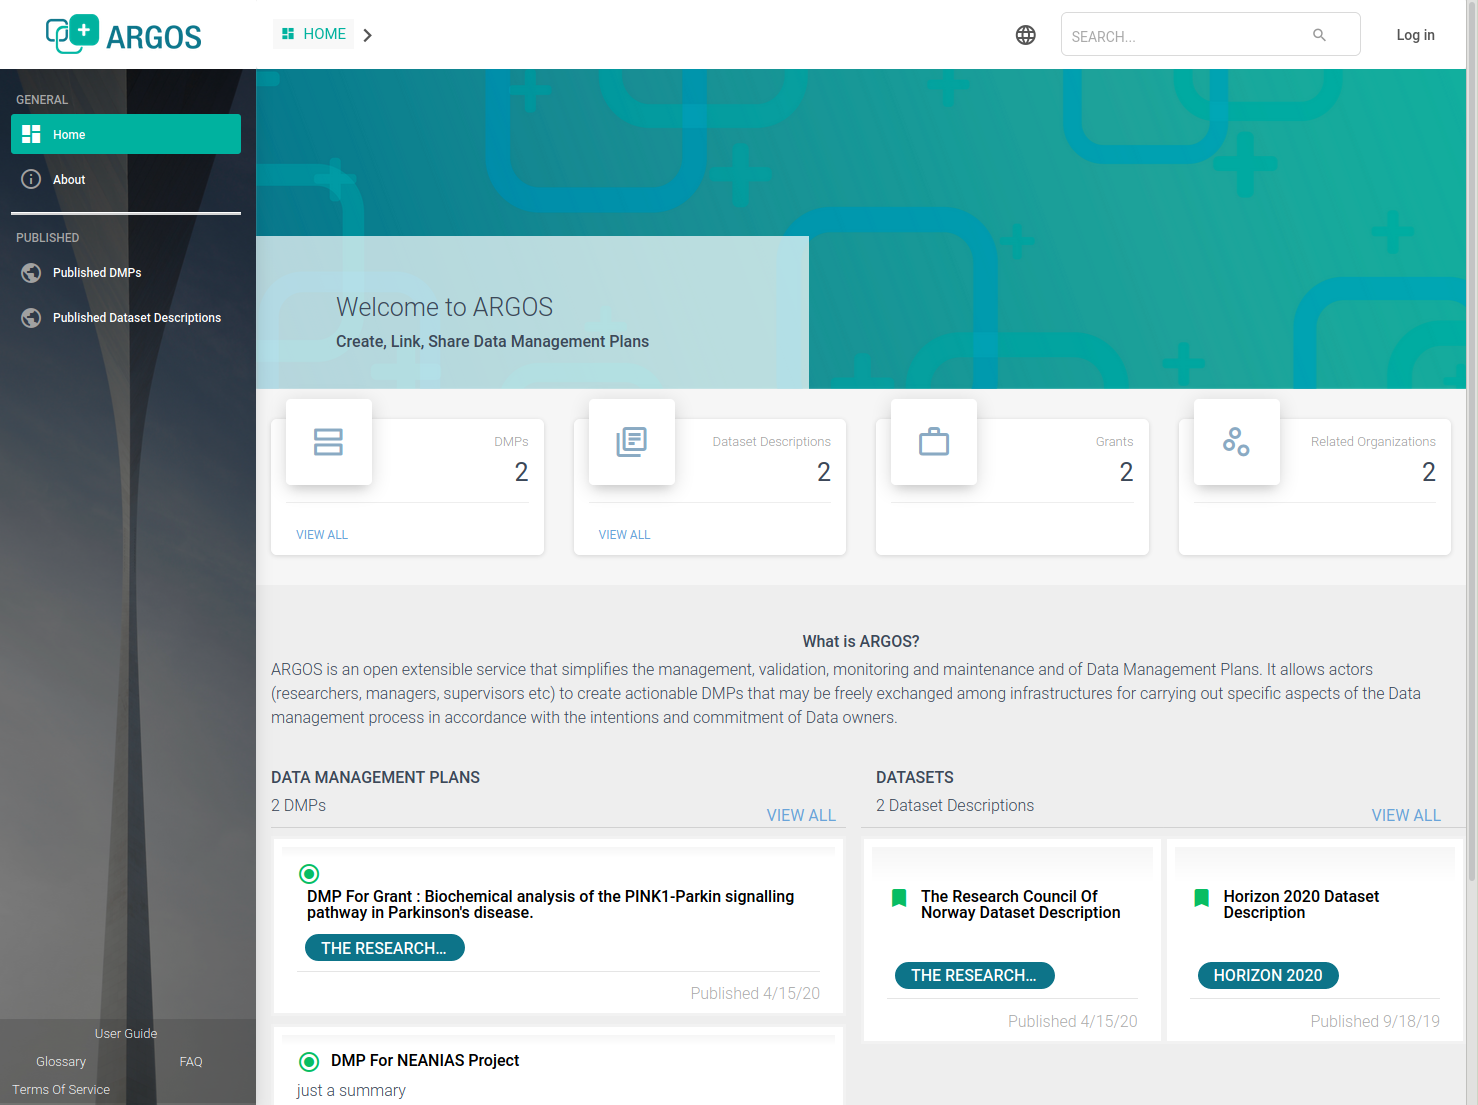 ARGOS
HOME
SEARCH...
Log in
GENERAL
Home
About
PUBLISHED
Published DMPs
Published Dataset Descriptions
User Guide
Glossary
FAQ
Terms Of Service
Welcome to ARGOS
Create, Link, Share Data Management Plans
DMPs
2
VIEW ALL
Dataset Descriptions
2
VIEW ALL
Grants
2
Related Organizations
2
What is ARGOS?
ARGOS is an open extensible service that simplifies the management, validation, monitoring and maintenance and of Data Management Plans. It allows actors
(researchers, managers, supervisors etc) to create actionable DMPs that may be freely exchanged among infrastructures for carrying out specific aspects of the Data
management process in accordance with the intentions and commitment of Data owners.
DATA MANAGEMENT PLANS
2 DMPs
VIEW ALL
DMP For Grant : Biochemical analysis of the PINK1-Parkin signalling
pathway in Parkinson's disease.
THE RESEARCH...
Published 4/15/20
DMP For NEANIAS Project
just a summary
DATASETS
2 Dataset Descriptions
VIEW ALL
The Research Council Of
Norway Dataset Description
THE RESEARCH...
Published 4/15/20
Horizon 2020 Dataset
Description
HORIZON 2020
Published 9/18/19